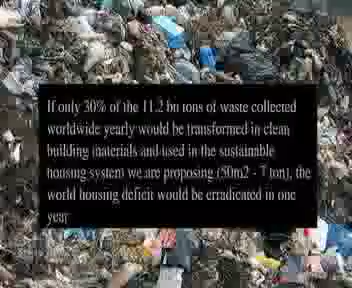 If only 30% of the 11.2 bn tons of waste collected
worldwide yearly would be transformed in clean
building materials and used in the sustainable
housing system we are proposing (50m2 - 7 ton), the
world housing deficit would be erradicated in one
year